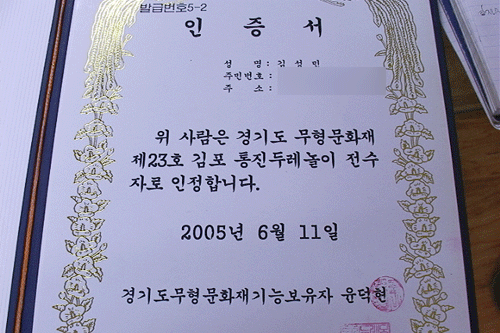 발급번호5-2
인 증 서
성 명 : 김 석 민
주민번호 :
주 소 :
위 사람은 경기도 무형문화재
제23호 김포 통진두레놀이 전수
자로 인정합니다.
2005년 6월 11일
경기도무형문화재기능보유자 윤덕현